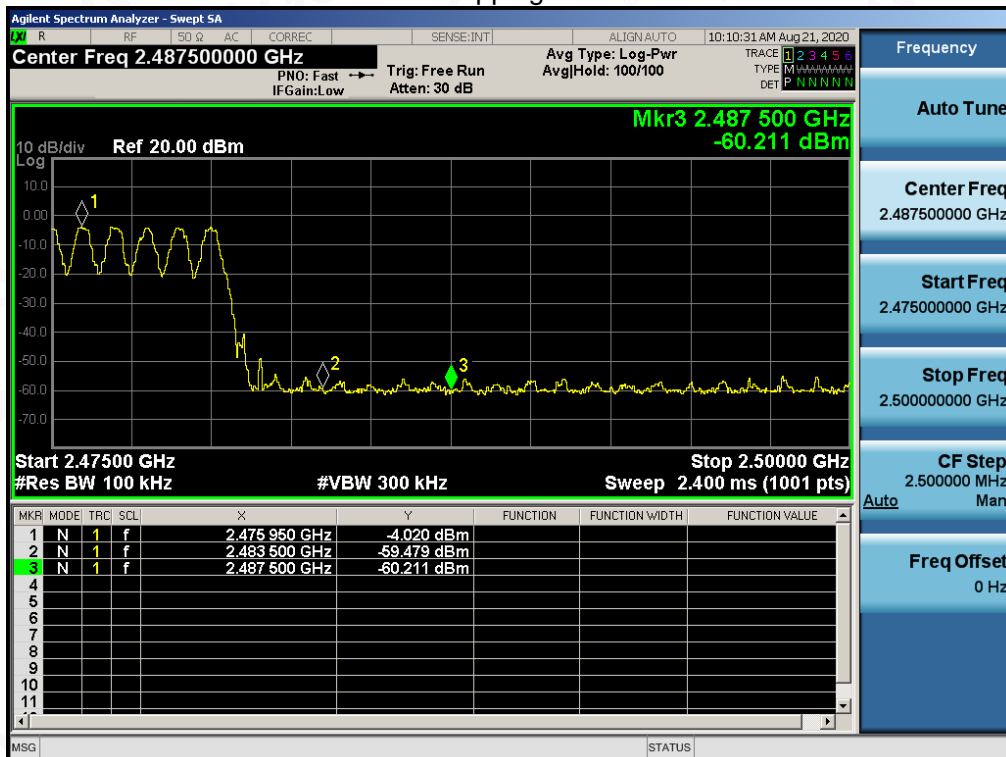 pping
Agilent Spectrum Analyzer - Swept SA
LXI R RF 50 Ω AC CORREC SENSE:INT ALIGN AUTO 10:10:31 AM Aug 21, 2020
Center Freq 2.487500000 GHz
PNO: Fast
IFGain:Low
Trig: Free Run
Atten: 30 dB
Avg Type: Log-Pwr
Avg|Hold: 100/100
TRACE 1 2 3 4 5 6
TYPE M
DET P N N N N N
Mkr3 2.487 500 GHz
-60.211 dBm
10 dB/div Ref 20.00 dBm
Log
10.0
0.00
-10.0
-20.0
-30.0
-40.0
-50.0
-60.0
-70.0
1
2
3
Start 2.47500 GHz Stop 2.50000 GHz
#Res BW 100 kHz #VBW 300 kHz Sweep 2.400 ms (1001 pts)
MKR MODE TRC SCL X Y FUNCTION FUNCTION WIDTH FUNCTION VALUE
1 N 1 f 2.475 950 GHz -4.020 dBm
2 N 1 f 2.483 500 GHz -59.479 dBm
3 N 1 f 2.487 500 GHz -60.211 dBm
4
5
6
7
8
9
10
11
MSG STATUS
Frequency
Auto Tune
Center Freq
2.487500000 GHz
Start Freq
2.475000000 GHz
Stop Freq
2.500000000 GHz
CF Step
2.500000 MHz
Auto Man
Freq Offset
0 Hz